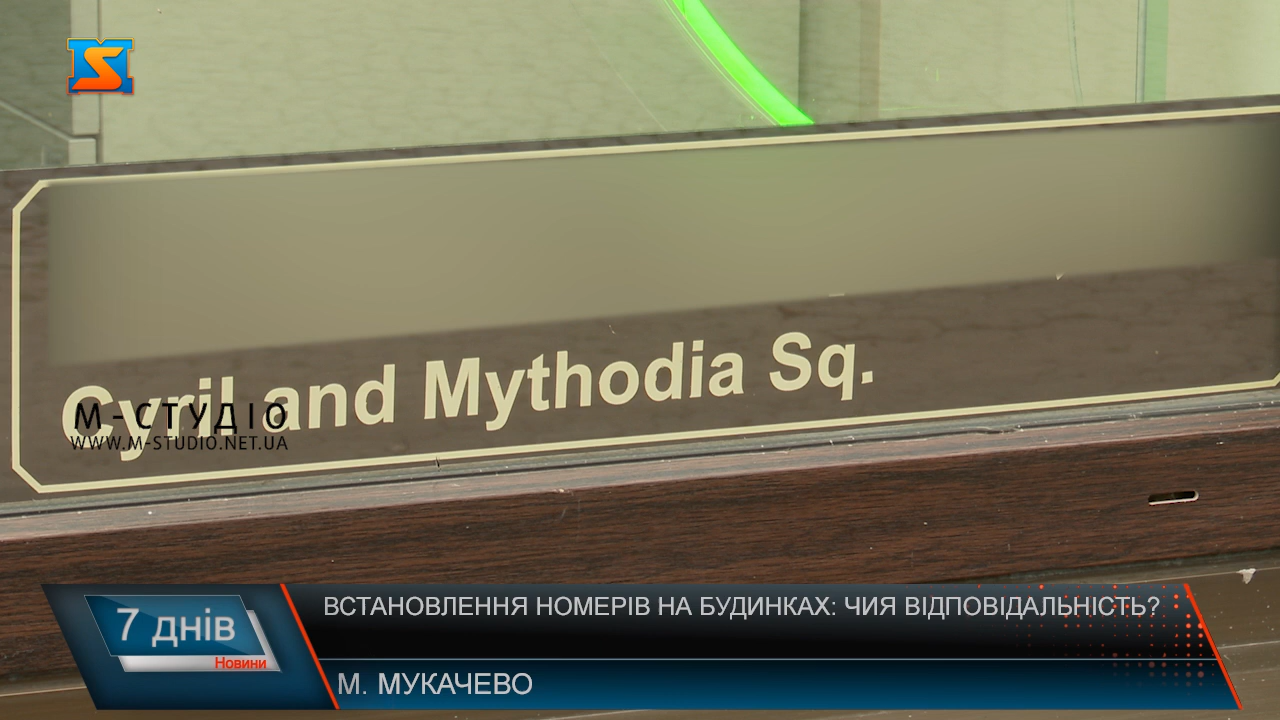 Cyril and Mythodia Sq.
М-СТУДІО
WWW.M-STUDIO.NET.UA
7 днів
Новини
ВСТАНОВЛЕННЯ НОМЕРІВ НА БУДИНКАХ: ЧИЯ ВІДПОВІДАЛЬНІСТЬ?
М. МУКАЧЕВО